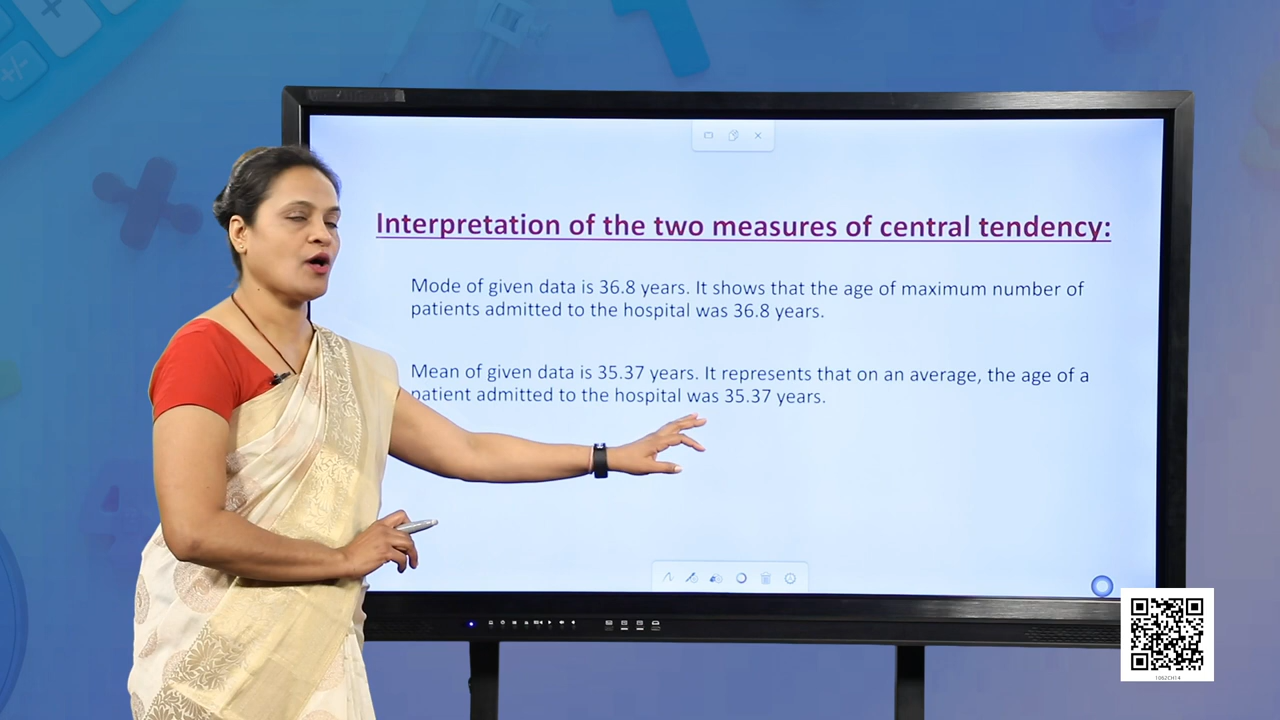 Interpretation of the two measures of central tendency:
Mode of given data is 36.8 years. It shows that the age of maximum number of
patients admitted to the hospital was 36.8 years.
Mean of given data is 35.37 years. It represents that on an average, the age of a
patient admitted to the hospital was 35.37 years.
1062CH14